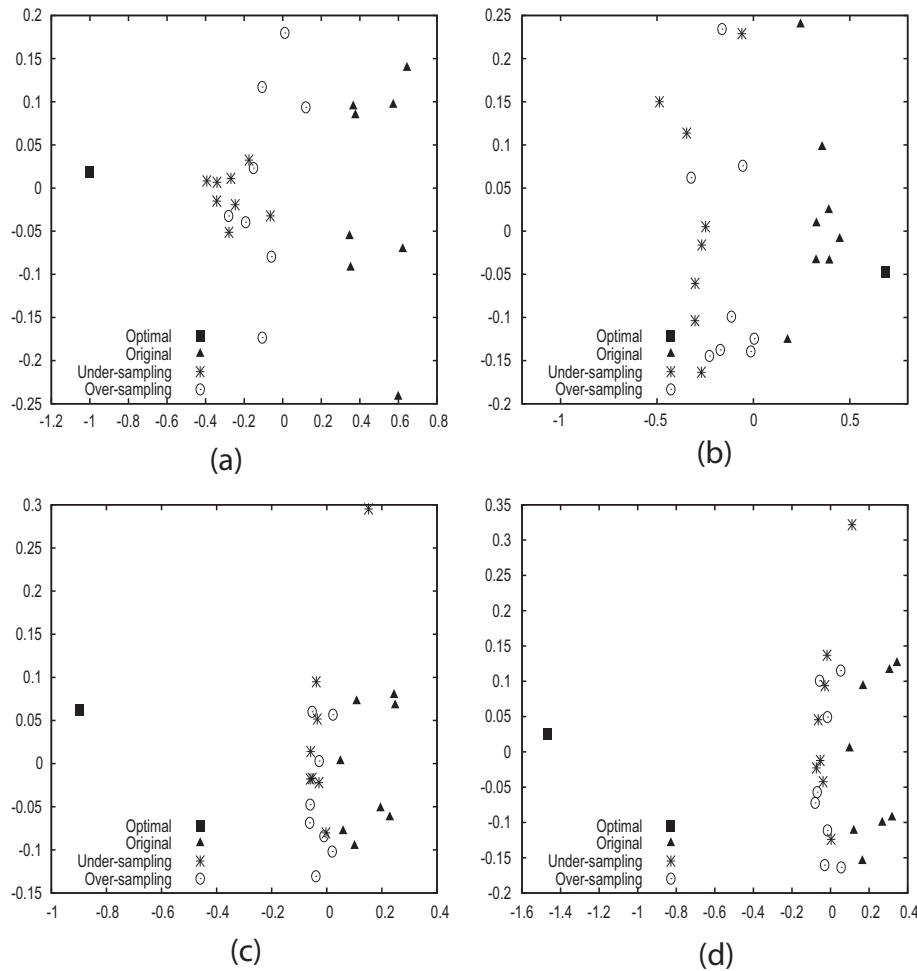 0.2
0.15
0.1
0.05
0
-0.05
-0.1
-0.15
-0.2
-0.25
Optimal
Original
Under-sampling
Over-sampling
-1.2 -1 -0.8 -0.6 -0.4 -0.2 0 0.2 0.4 0.6 0.8
(a)
0.25
0.2
0.15
0.1
0.05
0
-0.05
-0.1
-0.15
-0.2
Optimal
Original
Under-sampling
Over-sampling
-1 -0.5 0 0.5
(b)
0.3
0.25
0.2
0.15
0.1
0.05
0
-0.05
-0.1
-0.15
Optimal
Original
Under-sampling
Over-sampling
-1 -0.8 -0.6 -0.4 -0.2 0 0.2 0.4
(c)
0.35
0.3
0.25
0.2
0.15
0.1
0.05
0
-0.05
-0.1
-0.15
-0.2
Optimal
Original
Under-sampling
Over-sampling
-1.6 -1.4 -1.2 -1 -0.8 -0.6 -0.4 -0.2 0 0.2 0.4
(d)